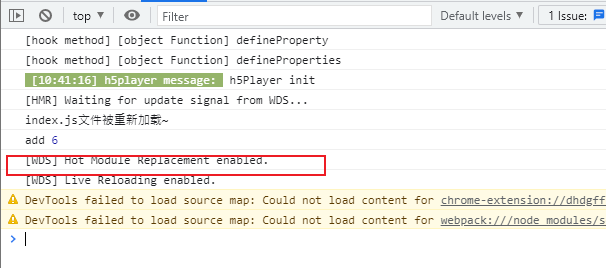 top Filter Default levels 1 Issue:
[hook method] [object Function] defineProperty
[hook method] [object Function] defineProperties
[10:41:16] h5player message: h5Player init
[HMR] Waiting for update signal from WDS...
index.js文件被重新加载~
add 6
[WDS] Hot Module Replacement enabled.
[WDS] Live Reloading enabled.
DevTools failed to load source map: Could not load content for chrome-extension://dhdgff
DevTools failed to load source map: Could not load content for webpack:///node modules/s